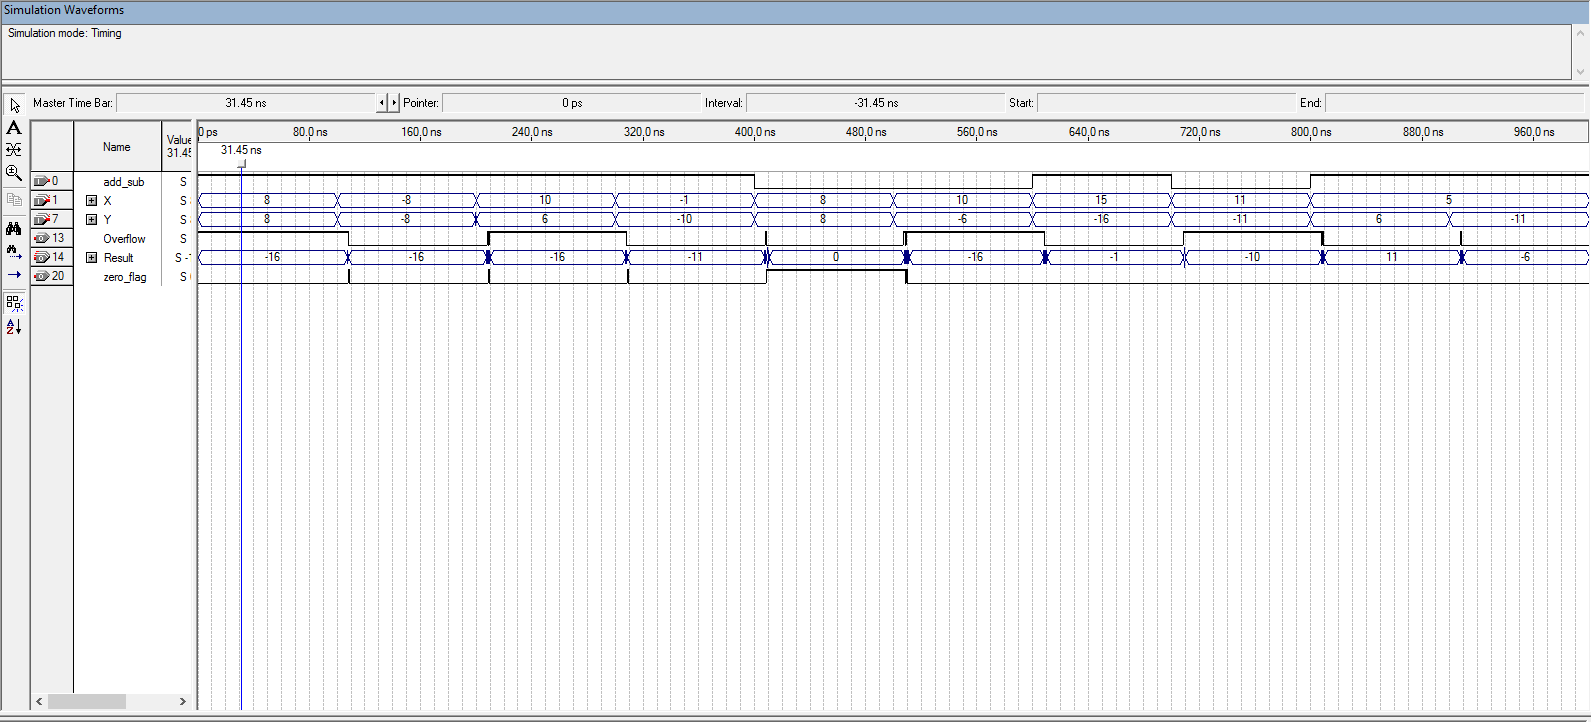 Simulation Waveforms
Simulation mode: Timing
Master Time Bar: 31.45 ns Pointer: 0 ps Interval: -31.45 ns Start: End:
Name Value 31.45
0 ps 80.0 ns 160.0 ns 240.0 ns 320.0 ns 400.0 ns 480.0 ns 560.0 ns 640.0 ns 720.0 ns 800.0 ns 880.0 ns 960.0 ns
31.45 ns
0 add_sub S
1 X S 8 -8 10 -1 8 10 15 11 5
7 Y S 8 -8 6 -10 8 -6 -16 -11 6 -11
13 Overflow S
14 Result S -16 -16 -16 -11 0 -16 -1 -10 11 -6
20 zero_flag S